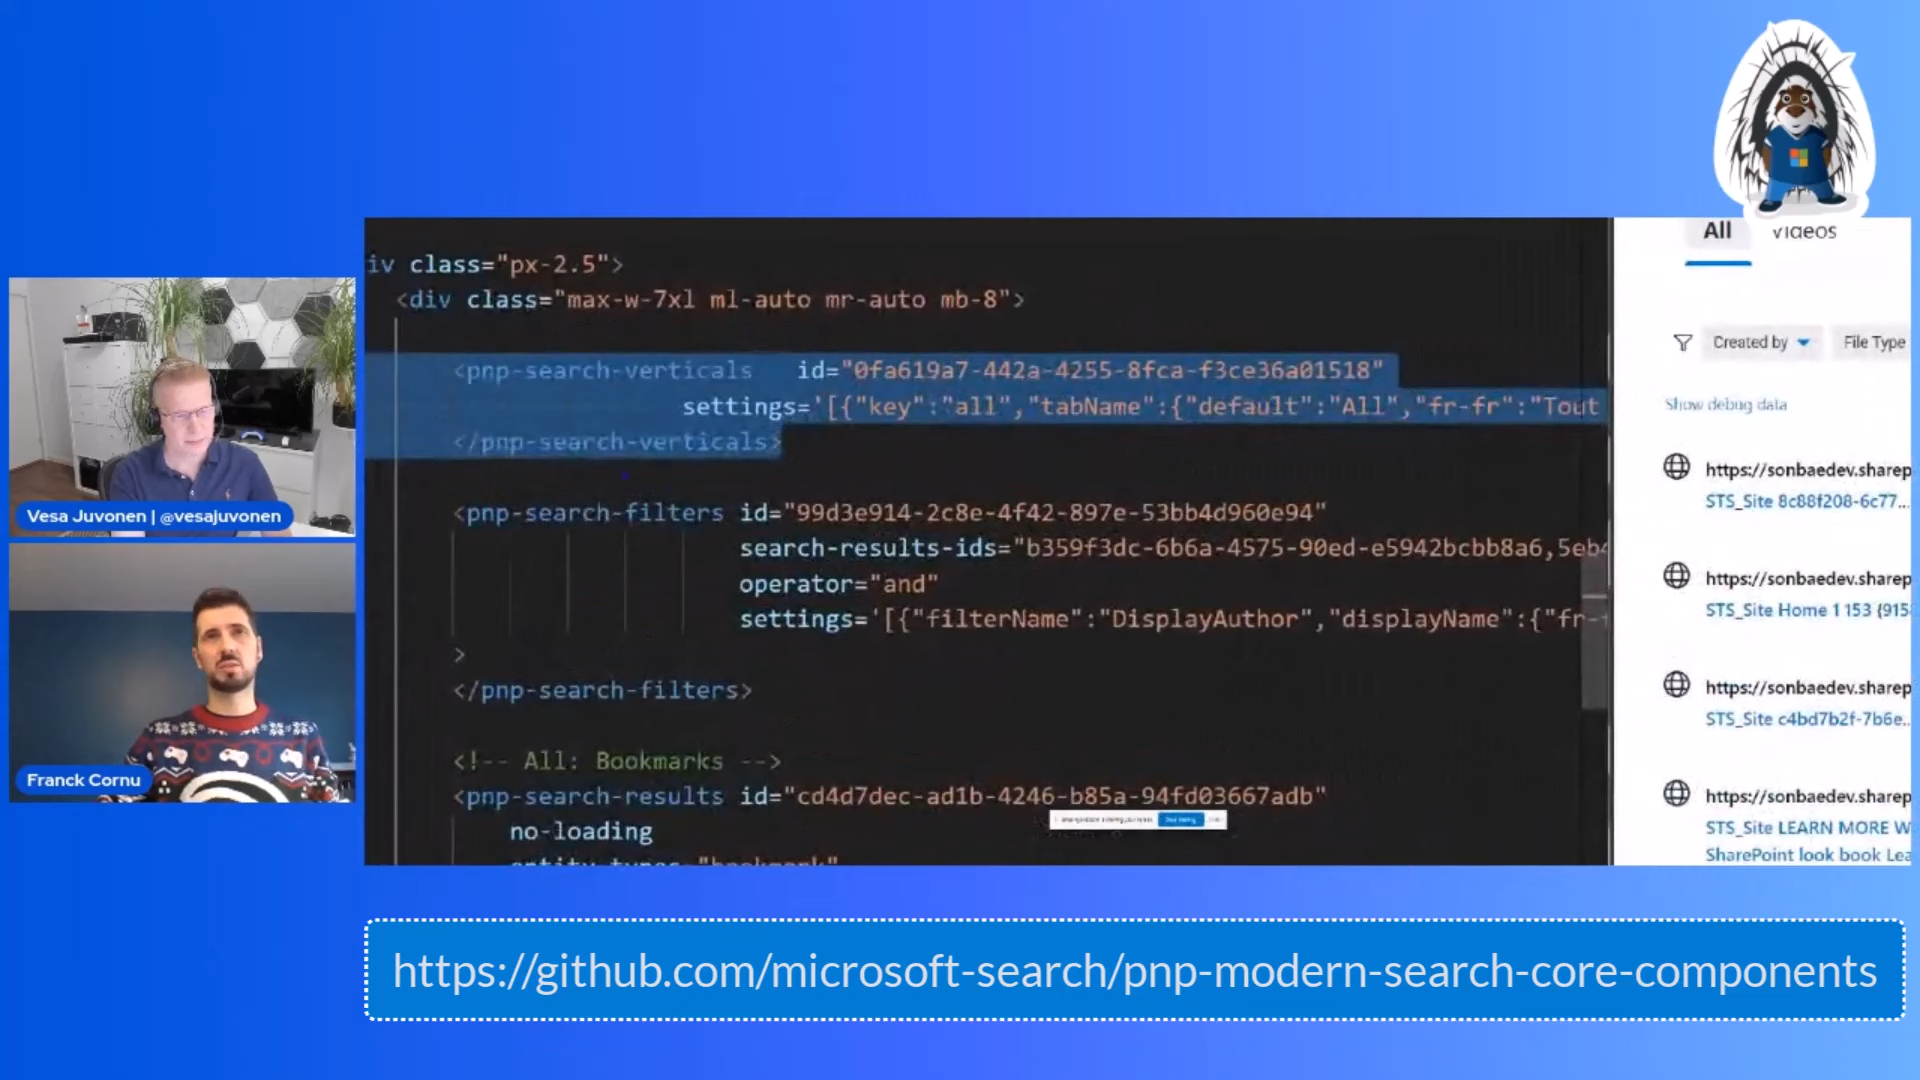 All Videos
iv class="px-2.5">
<div class="max-w-7xl ml-auto mr-auto mb-8">
<pnp-search-verticals id="0fa619a7-442a-4255-8fca-f3ce36a01518"
settings='[{"key":"all","tabName":{"default":"All","fr-fr":"Tout
</pnp-search-verticals>
<pnp-search-filters id="99d3e914-2c8e-4f42-897e-53bb4d960e94"
search-results-ids="b359f3dc-6b6a-4575-90ed-e5942bcbb8a6,5eb4
operator="and"
settings='[{"filterName":"DisplayAuthor","displayName":{"fr-
>
</pnp-search-filters>
<!-- All: Bookmarks -->
<pnp-search-results id="cd4d7dec-ad1b-4246-b85a-94fd03667adb"
no-loading
entity-types="bookmark"
Created by File Type
Show debug data
https://sonbaedev.sharep
STS_Site 8c88f208-6c77...
https://sonbaedev.sharep
STS_Site Home 1 153 (915
https://sonbaedev.sharep
STS_Site c4bd7b2f-7b6e...
https://sonbaedev.sharep
STS_Site LEARN MORE W
SharePoint look book Lea
Vesa Juvonen | @vesajuvonen
Franck Cornu
https://github.com/microsoft-search/pnp-modern-search-core-components